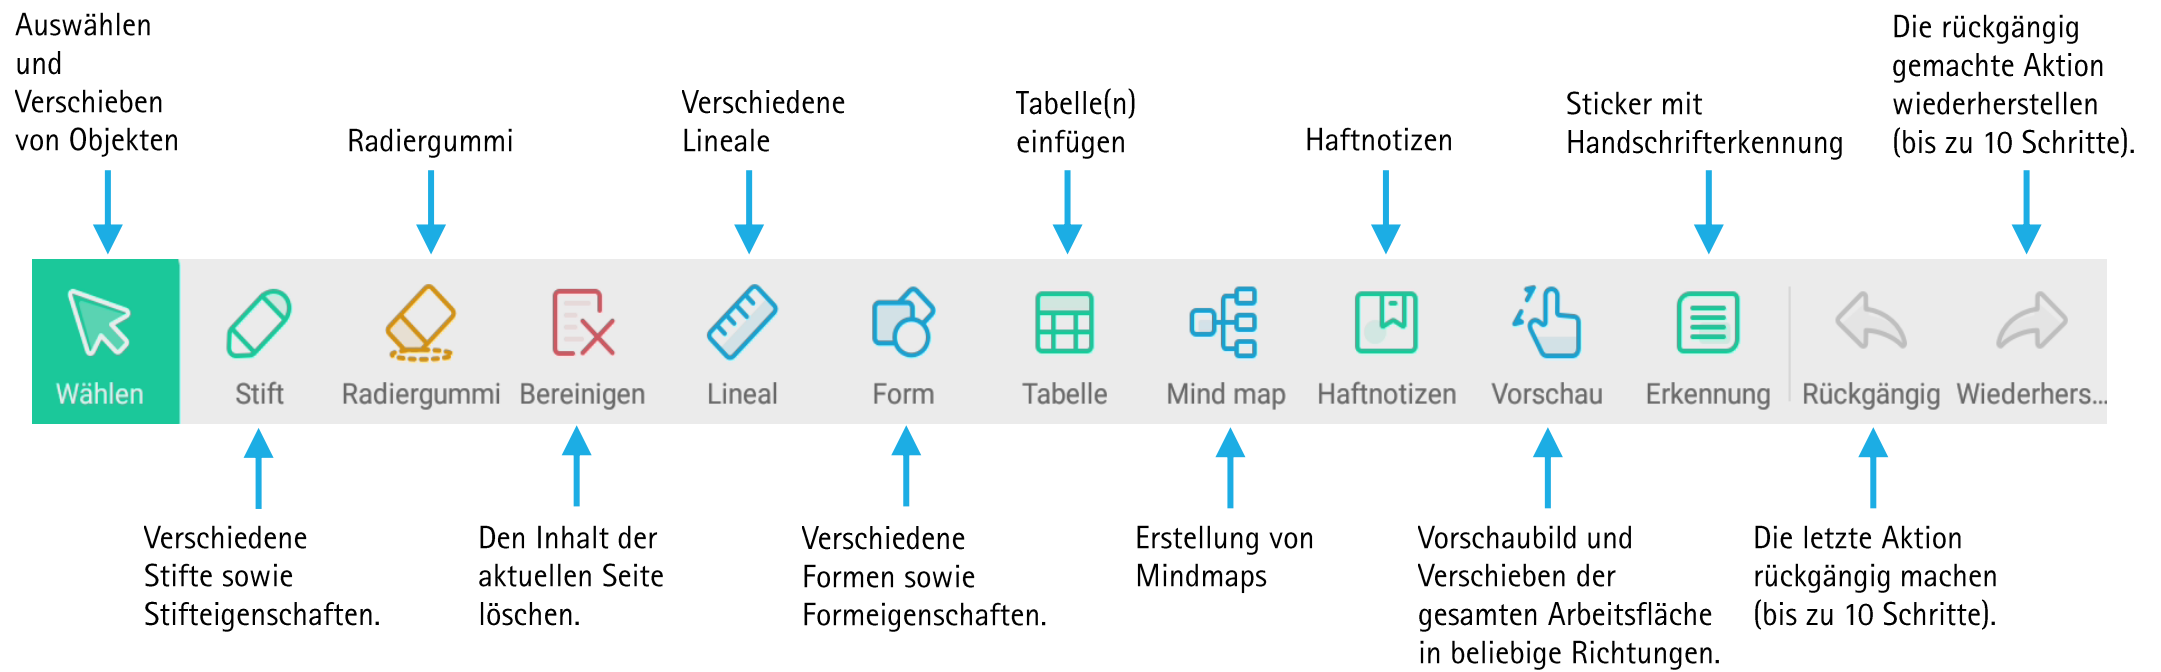 Auswählen
und
Verschieben
von Objekten
Radiergummi
Verschiedene
Lineale
Tabelle(n)
einfügen
Haftnotizen
Sticker mit
Handschrifterkennung
Die rückgängig
gemachte Aktion
wiederherstellen
(bis zu 10 Schritte).
Wählen
Stift
Radiergummi
Bereinigen
Lineal
Form
Tabelle
Mind map
Haftnotizen
Vorschau
Erkennung
Rückgängig
Wiederhers...
Verschiedene
Stifte sowie
Stifteigenschaften.
Den Inhalt der
aktuellen Seite
löschen.
Verschiedene
Formen sowie
Formeigenschaften.
Erstellung von
Mindmaps
Vorschaubild und
Verschieben der
gesamten Arbeitsfläche
in beliebige Richtungen.
Die letzte Aktion
rückgängig machen
(bis zu 10 Schritte).